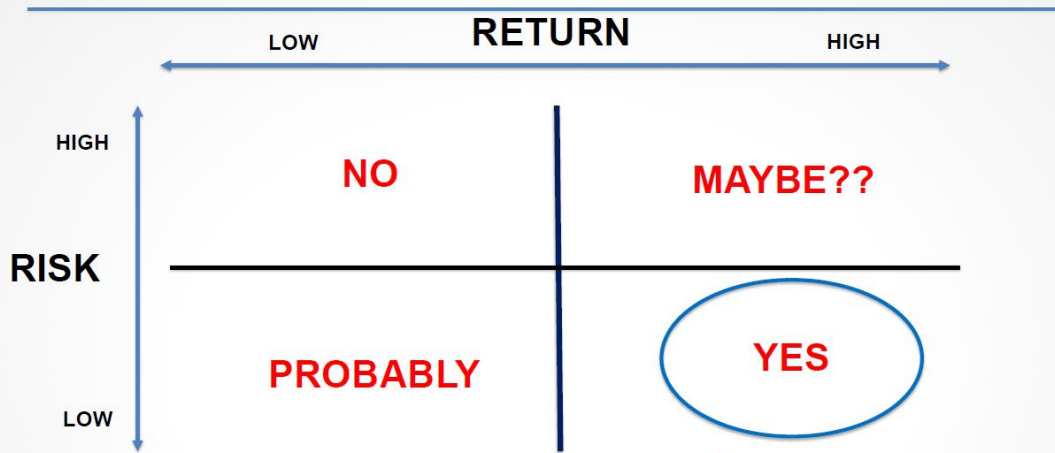 RETURN
LOW
HIGH
HIGH
NO
MAYBE??
RISK
PROBABLY
YES
LOW